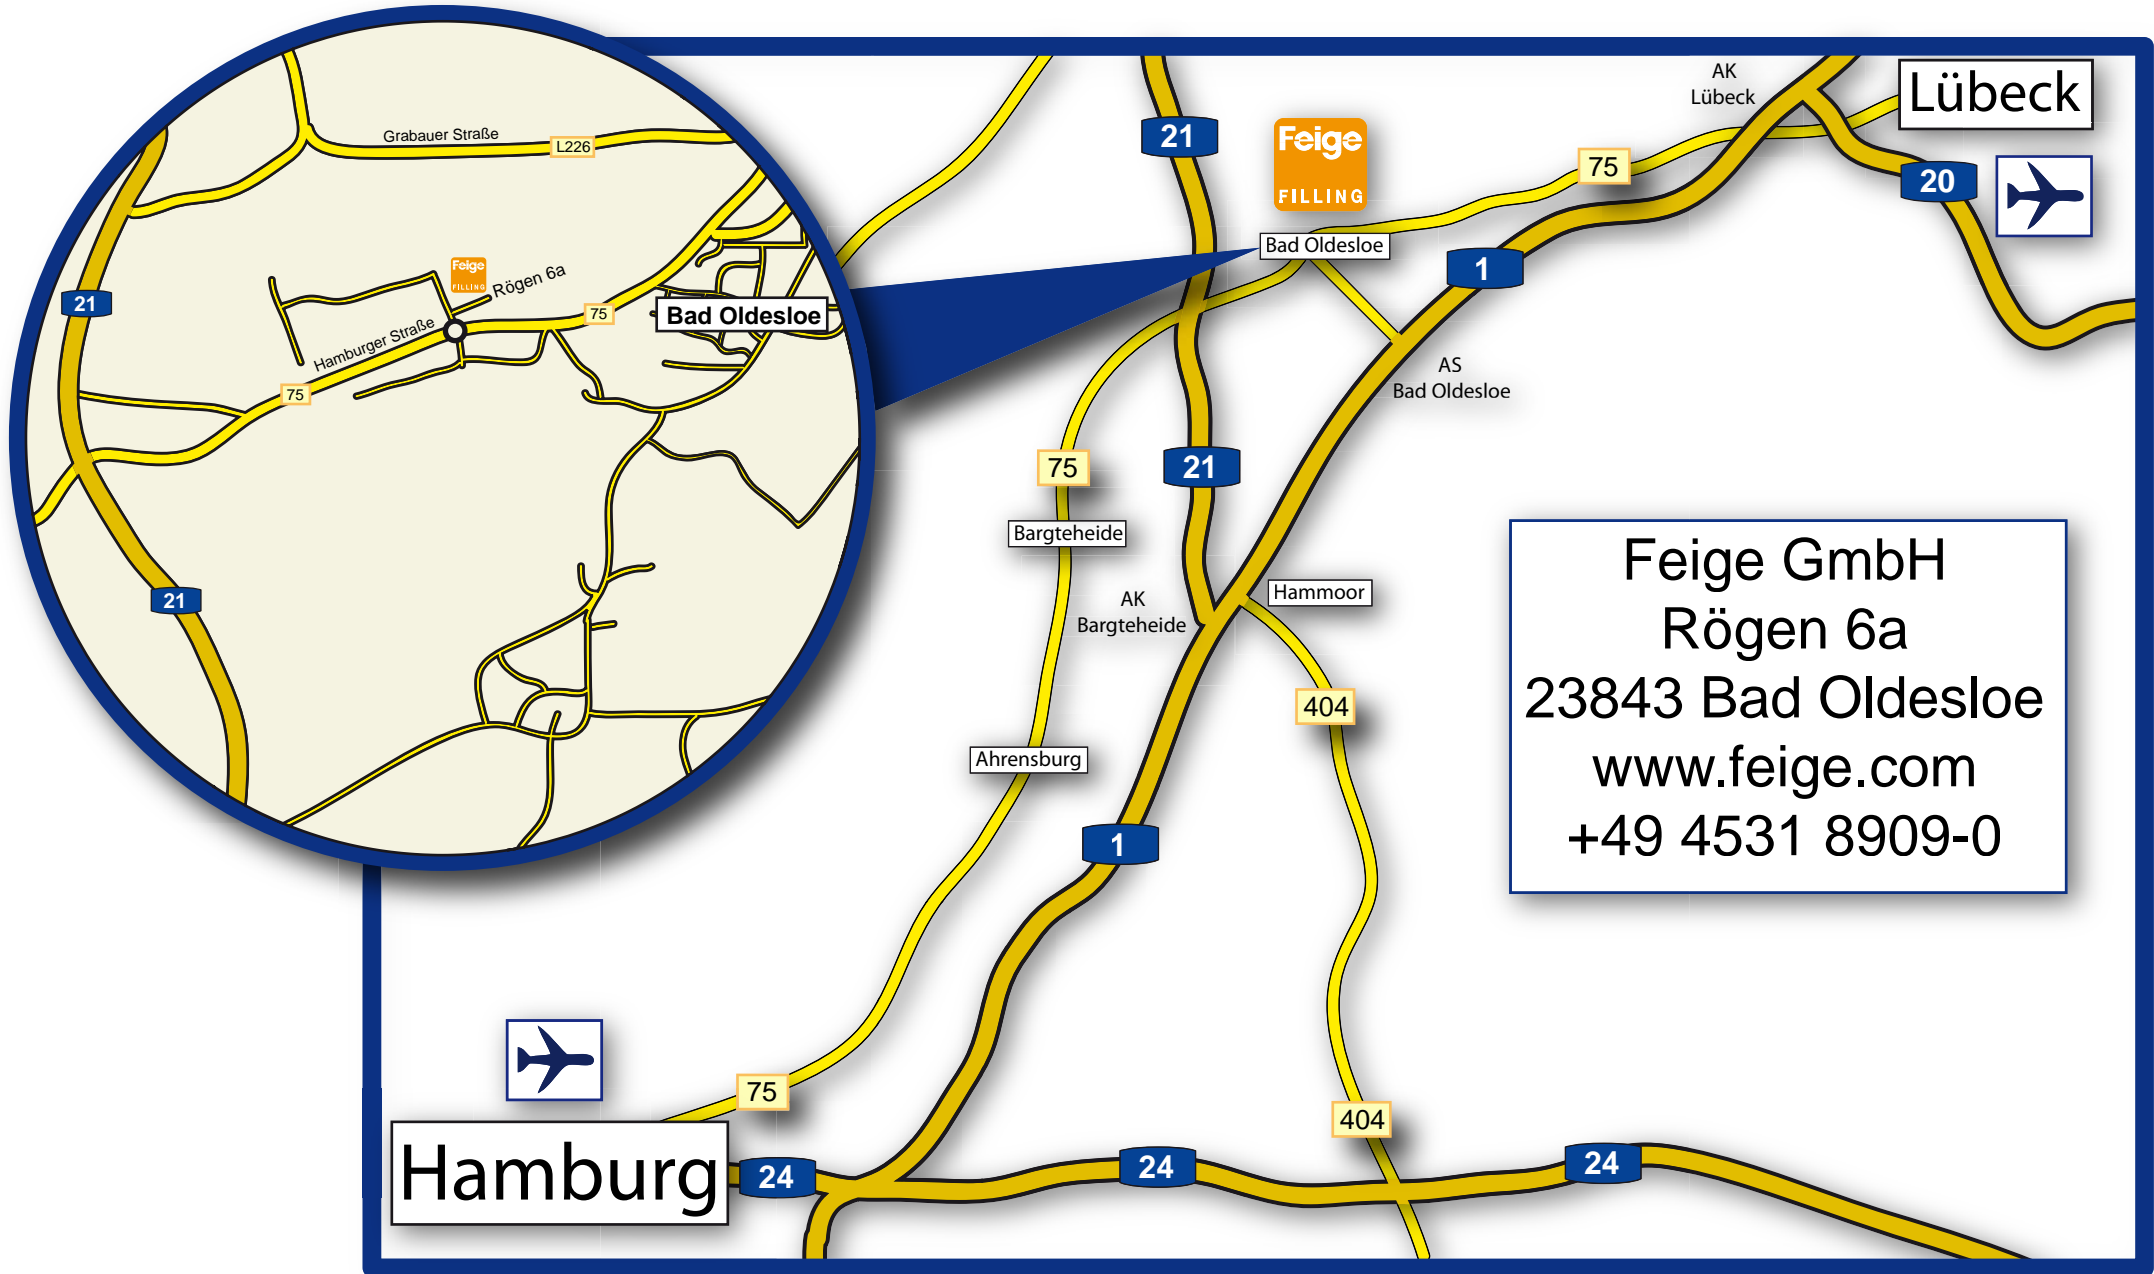 Grabauer Straße
L226
21
Feige
FILLING
Rögen 6a
75
Bad Oldesloe
Hamburger Straße
75
21
AK
Lübeck
Lübeck
21
Feige
FILLING
75
20
Bad Oldesloe
1
AS
Bad Oldesloe
75
21
Bargteheide
Hammoor
AK
Bargteheide
404
Ahrensburg
1
Feige GmbH
Rögen 6a
23843 Bad Oldesloe
www.feige.com
+49 4531 8909-0
75
404
Hamburg
24
24
24